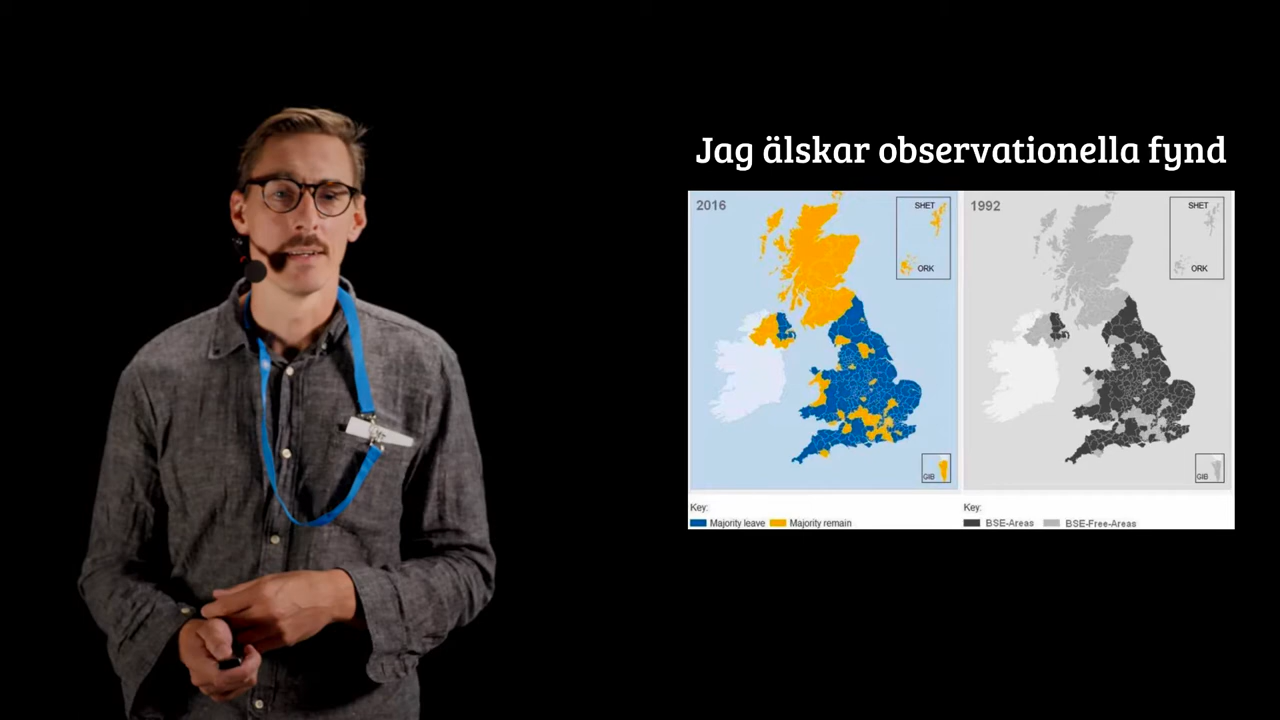 Jag älskar observationella fynd
2016
SHET
ORK
GIB
Key:
Majority leave
Majority remain
1992
SHET
ORK
GIB
Key:
BSE-Areas
BSE-Free-Areas